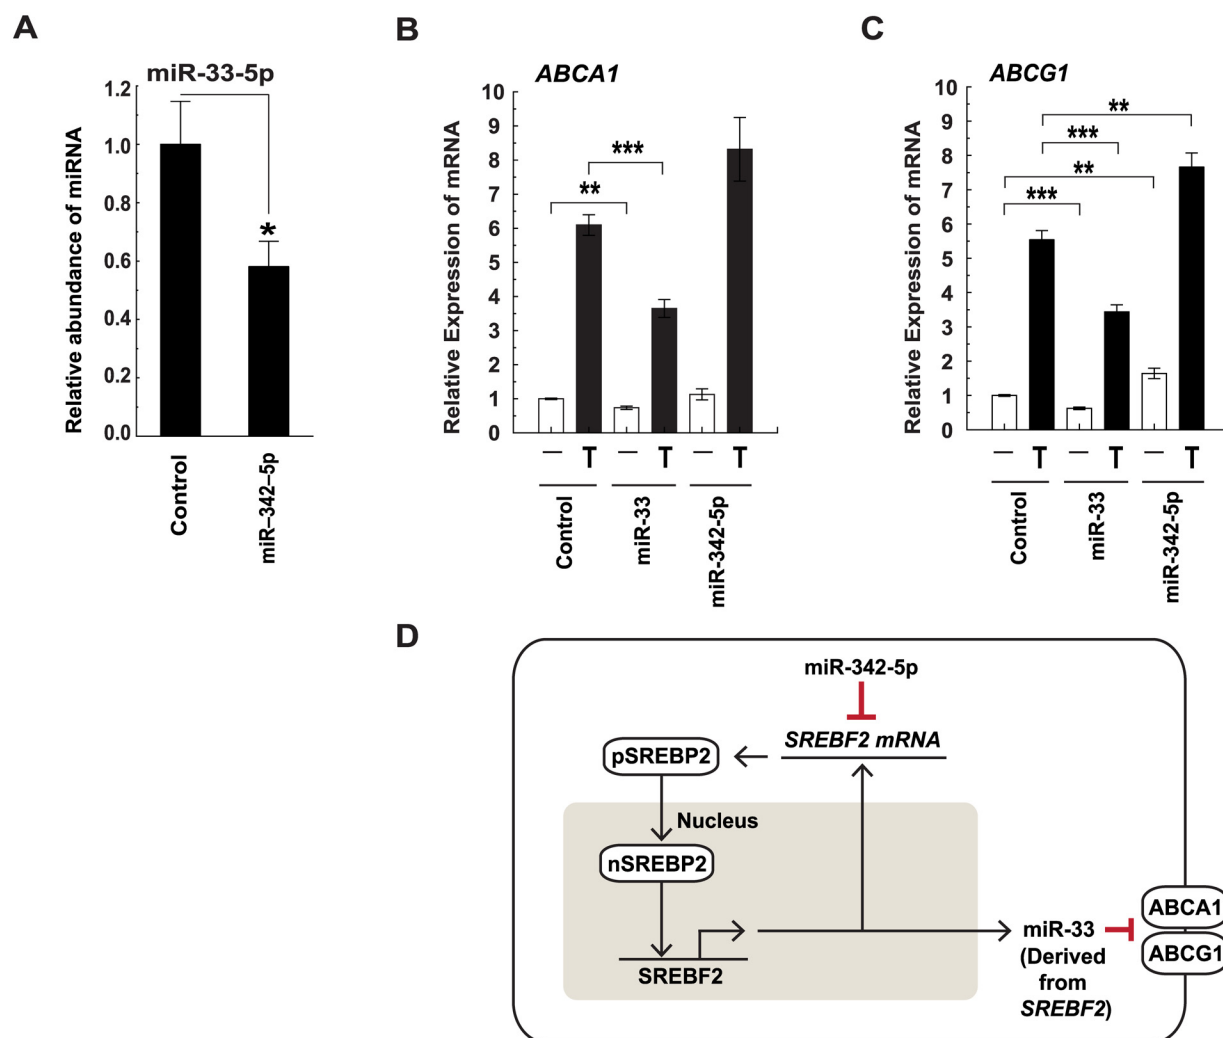 A
miR-33-5p
Relative abundance of miRNA
1.2
1.0
0.8
0.6
0.4
0.2
0.0
*
Control
miR–342–5p
B
ABCA1
Relative Expression of mRNA
10
9
8
7
6
5
4
3
2
1
0
**
***
– T – T – T
Control
miR-33
miR-342-5p
C
ABCG1
Relative Expression of mRNA
10
9
8
7
6
5
4
3
2
1
0
**
***
**
***
– T – T – T
Control
miR-33
miR-342-5p
D
miR-342-5p
SREBF2 mRNA
pSREBP2
Nucleus
nSREBP2
SREBF2
miR-33
(Derived
from
SREBF2)
ABCA1
ABCG1